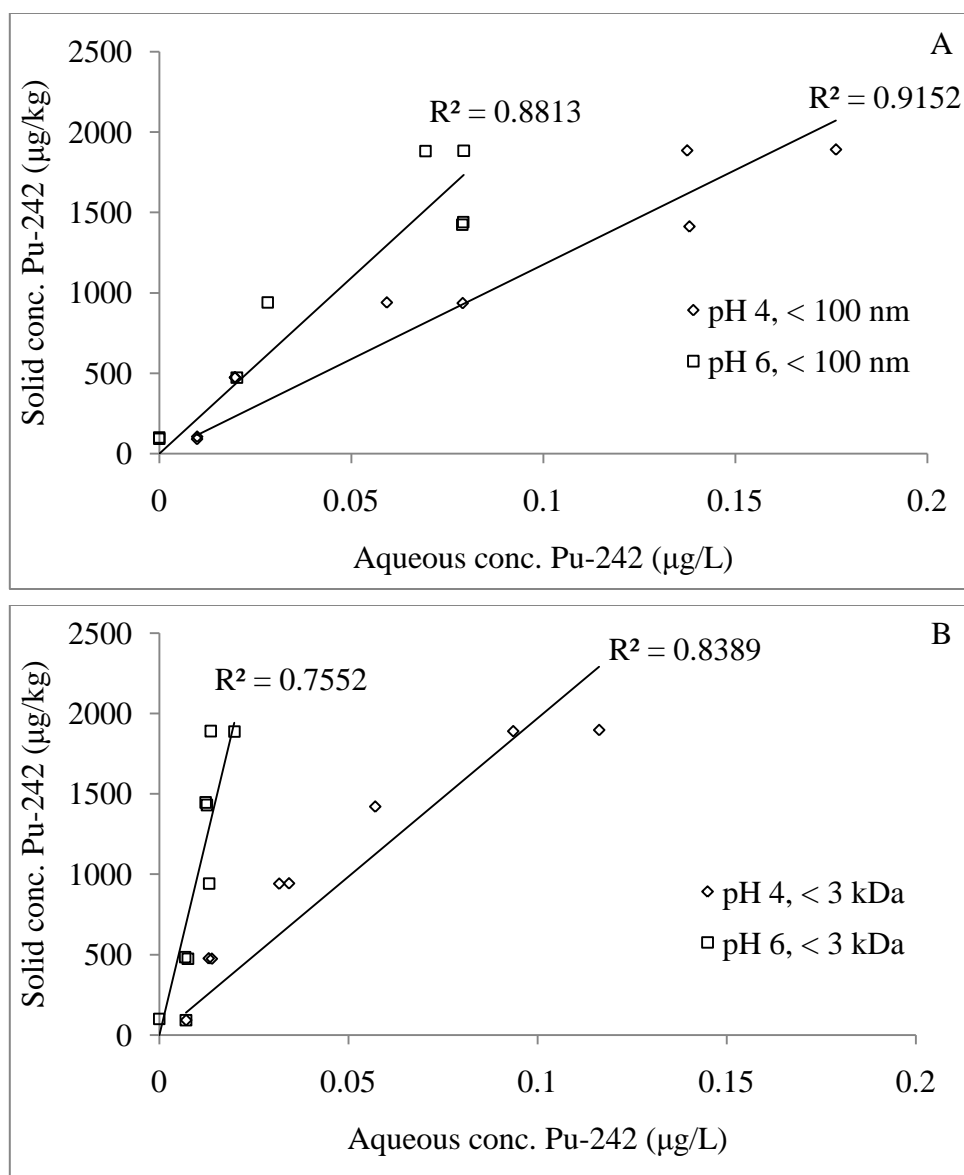 A
2500
2000
1500
1000
500
0
Solid conc. Pu-242 (µg/kg)
R² = 0.8813
R² = 0.9152
pH 4, < 100 nm
pH 6, < 100 nm
0 0.05 0.1 0.15 0.2
Aqueous conc. Pu-242 (µg/L)
B
2500
2000
1500
1000
500
0
Solid conc. Pu-242 (µg/kg)
R² = 0.7552
R² = 0.8389
pH 4, < 3 kDa
pH 6, < 3 kDa
0 0.05 0.1 0.15 0.2
Aqueous conc. Pu-242 (µg/L)